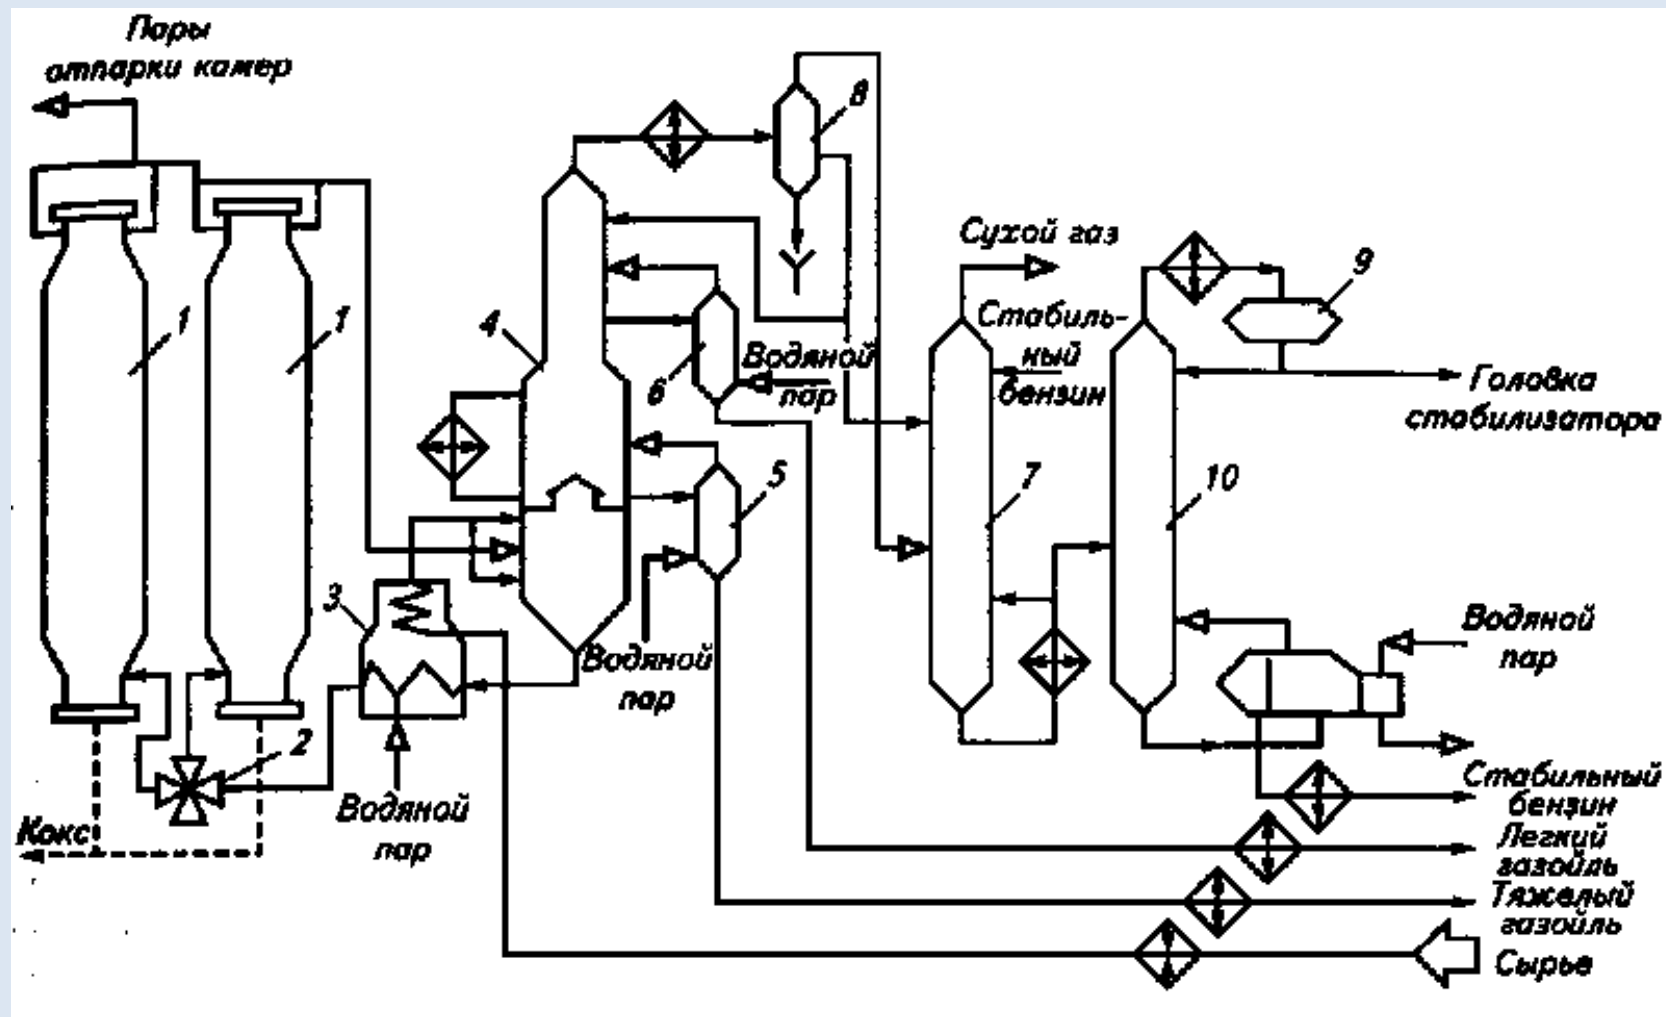 Пары
отпарки камер
8
Сухой газ
9
1
1
4
Стабиль-
ный
бензин
6
Водяной
пар
Головка
стабилизатора
5
7
10
3
Водяной
пар
Водяной
пар
2
Водяной
пар
Кокс
Стабильный
бензин
Легкий
газойль
Тяжелый
газойль
Сырье